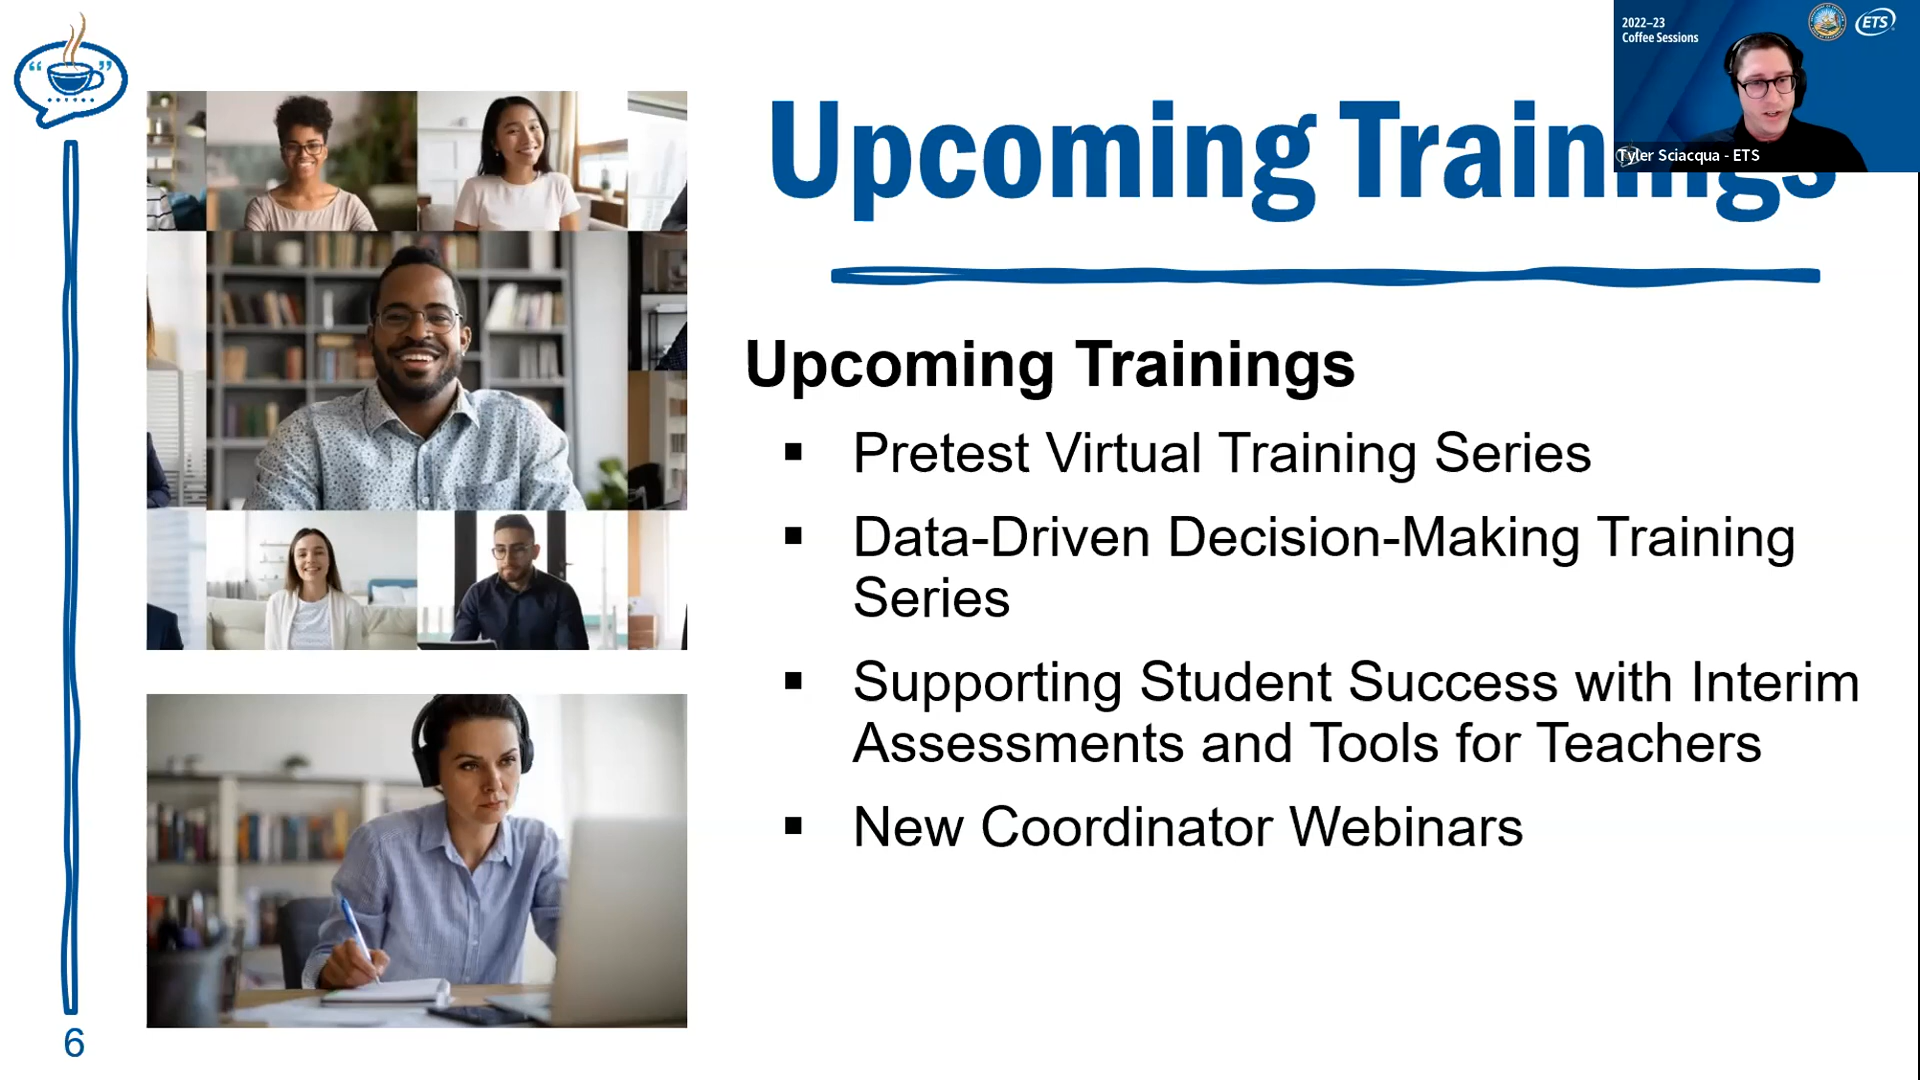 2022–23
Coffee Sessions
ETS
Tyler Sciacqua - ETS
Upcoming Trainings
Upcoming Trainings
▪ Pretest Virtual Training Series
▪ Data-Driven Decision-Making Training
Series
▪ Supporting Student Success with Interim
Assessments and Tools for Teachers
▪ New Coordinator Webinars
6